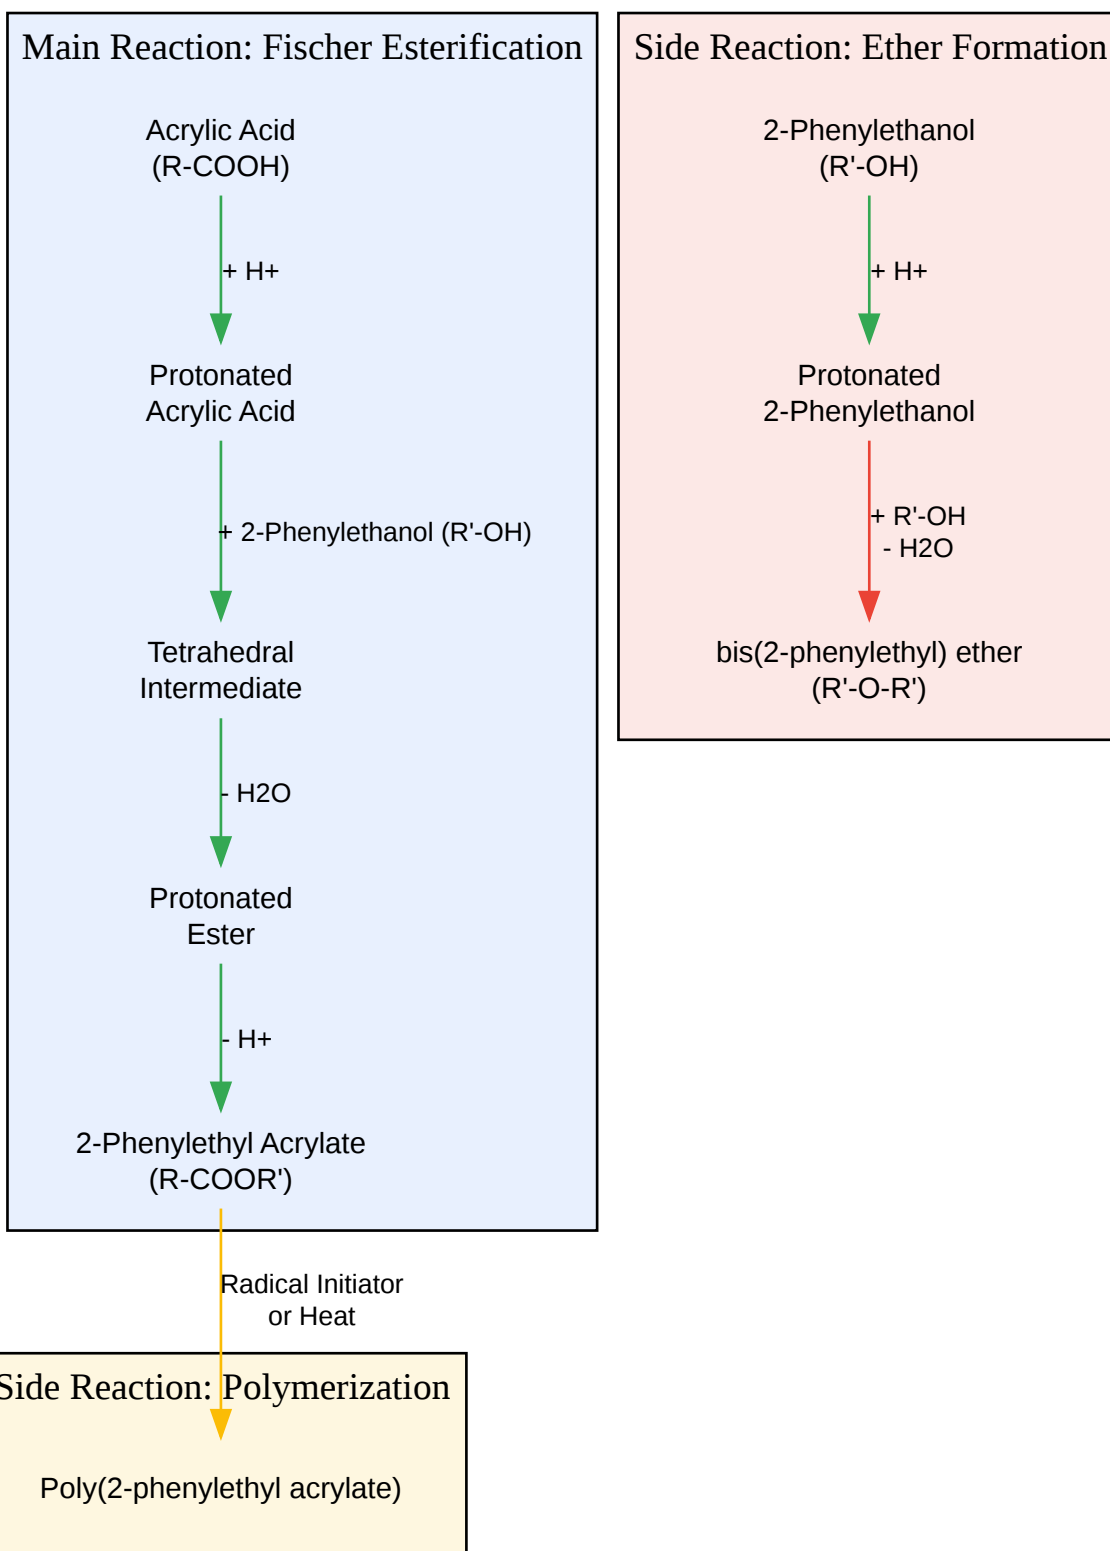 Main Reaction: Fischer Esterification
Acrylic Acid
(R-COOH)
+ H+
Protonated
Acrylic Acid
+ 2-Phenylethanol (R'-OH)
Tetrahedral
Intermediate
- H2O
Protonated
Ester
- H+
2-Phenylethyl Acrylate
(R-COOR')
Radical Initiator
or Heat
Side Reaction: Polymerization
Poly(2-phenylethyl acrylate)
Side Reaction: Ether Formation
2-Phenylethanol
(R'-OH)
+ H+
Protonated
2-Phenylethanol
+ R'-OH
- H2O
bis(2-phenylethyl) ether
(R'-O-R')